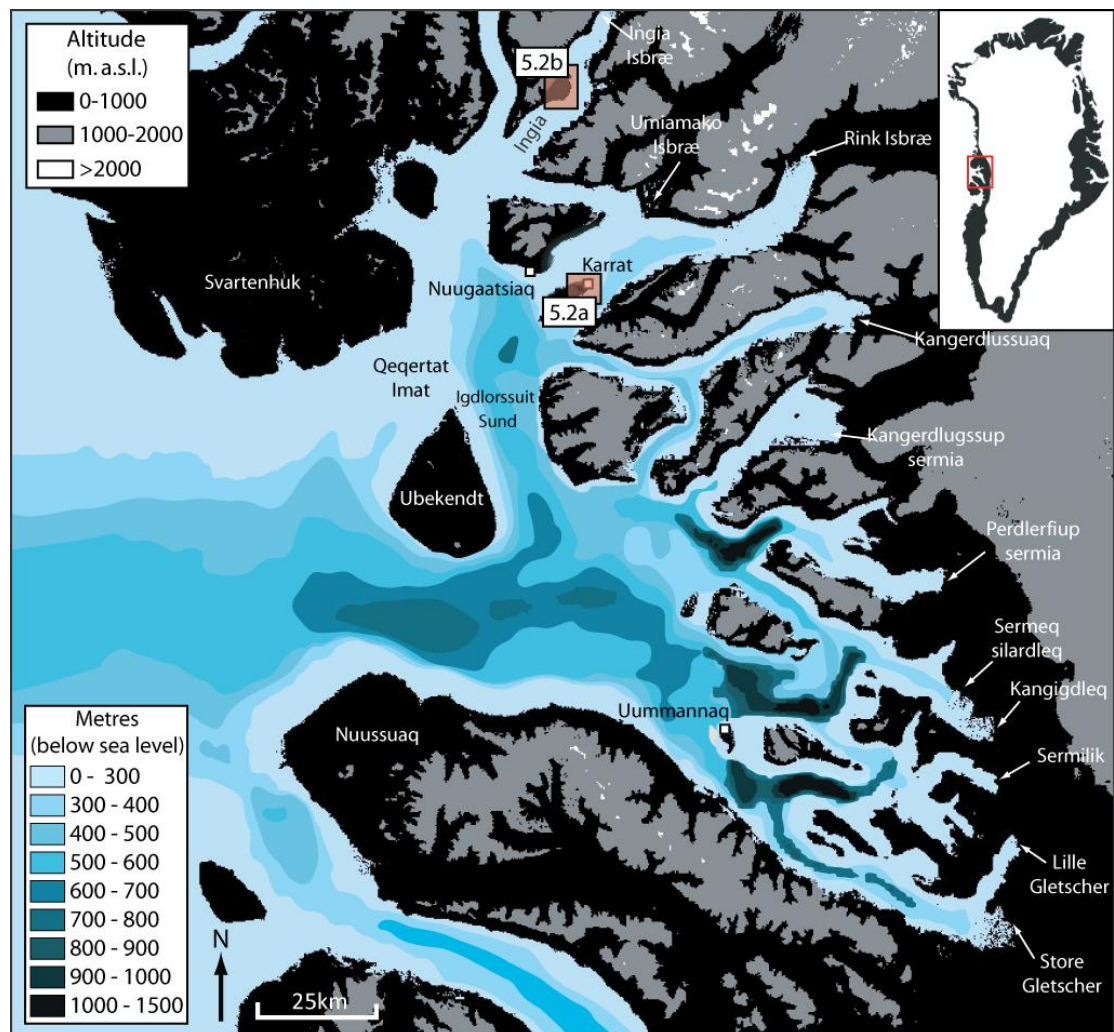 Altitude
(m. a.s.l.)
0-1000
1000-2000
>2000
5.2b
Ingia
Isbræ
Ingia
Umiamako
Isbræ
Rink Isbræ
Svartenhuk
Nuugaatsiaq
Karrat
5.2a
Kangerdlussuaq
Qeqertat
Imat
Igdlorssuit
Sund
Kangerdlugssup
sermia
Ubekendt
Perdlerfiup
sermia
Sermeq
silardleq
Kangigdleq
Uummannaq
Nuussuaq
Sermilik
Lille
Gletscher
Store
Gletscher
Metres
(below sea level)
0 - 300
300 - 400
400 - 500
500 - 600
600 - 700
700 - 800
800 - 900
900 - 1000
1000 - 1500
N
25km